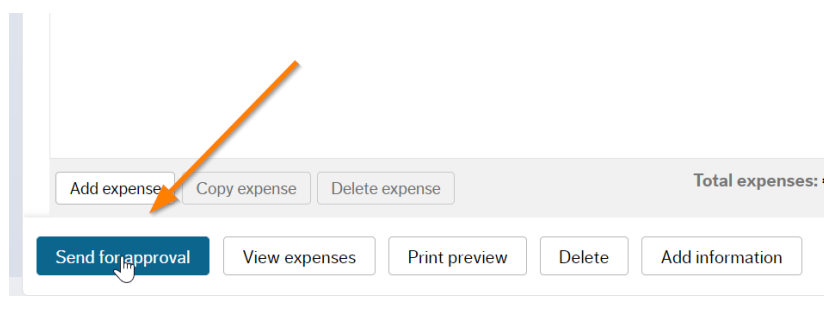 Add expense Copy expense Delete expense Total expenses:
Send for approval View expenses Print preview Delete Add information